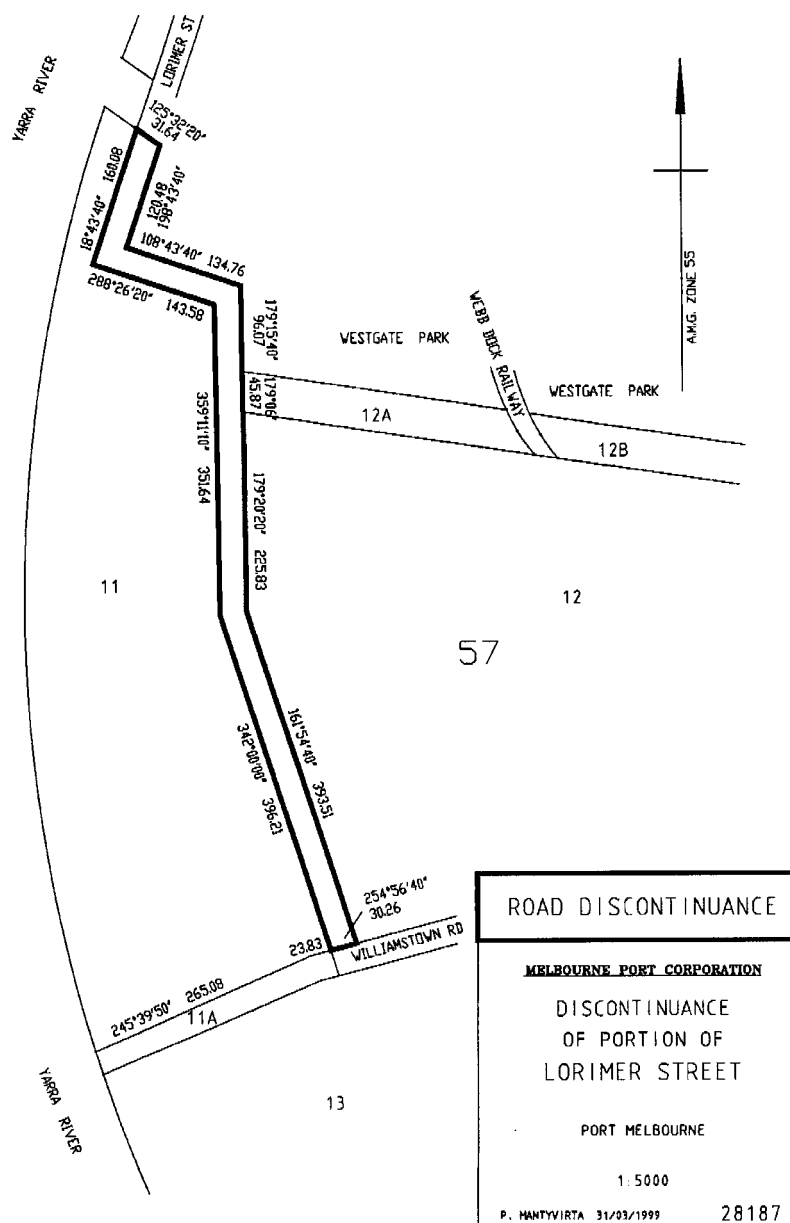 YARRA RIVER
LORIMER ST
125°32'20"
31.64
160.08
18°43'40"
120.48
198°43'40"
108°43'40" 134.76
288°26'20" 143.58
179°15'40"
96.07
179°06'
45.87
359°11'10" 351.64
179°20'20" 225.83
WESTGATE PARK
WEBB DOCK RAILWAY
WESTGATE PARK
A.M.G. ZONE 55
12A
12B
11
12
57
342°00'00" 396.21
161°54'40" 393.51
254°56'40"
30.26
23.83
WILLIAMSTOWN RD
245°39'50" 265.08
11A
YARRA RIVER
13
ROAD DISCONTINUANCE
MELBOURNE PORT CORPORATION
DISCONTINUANCE
OF PORTION OF
LORIMER STREET
PORT MELBOURNE
1:5000
P. MANTYVIRTA 31/03/1999 28187